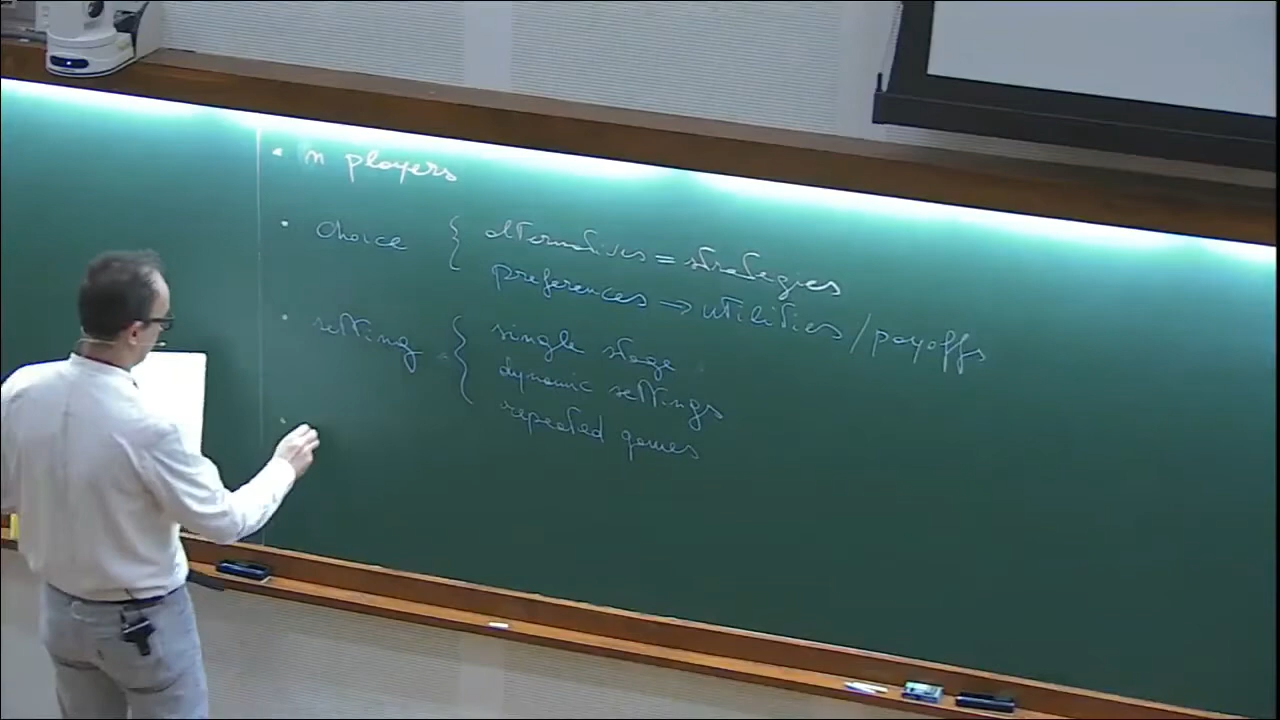 • n players
• choice { alternatives = strategies
preferences → utilities / payoffs
• setting { single stage
dynamic settings
repeated games
•